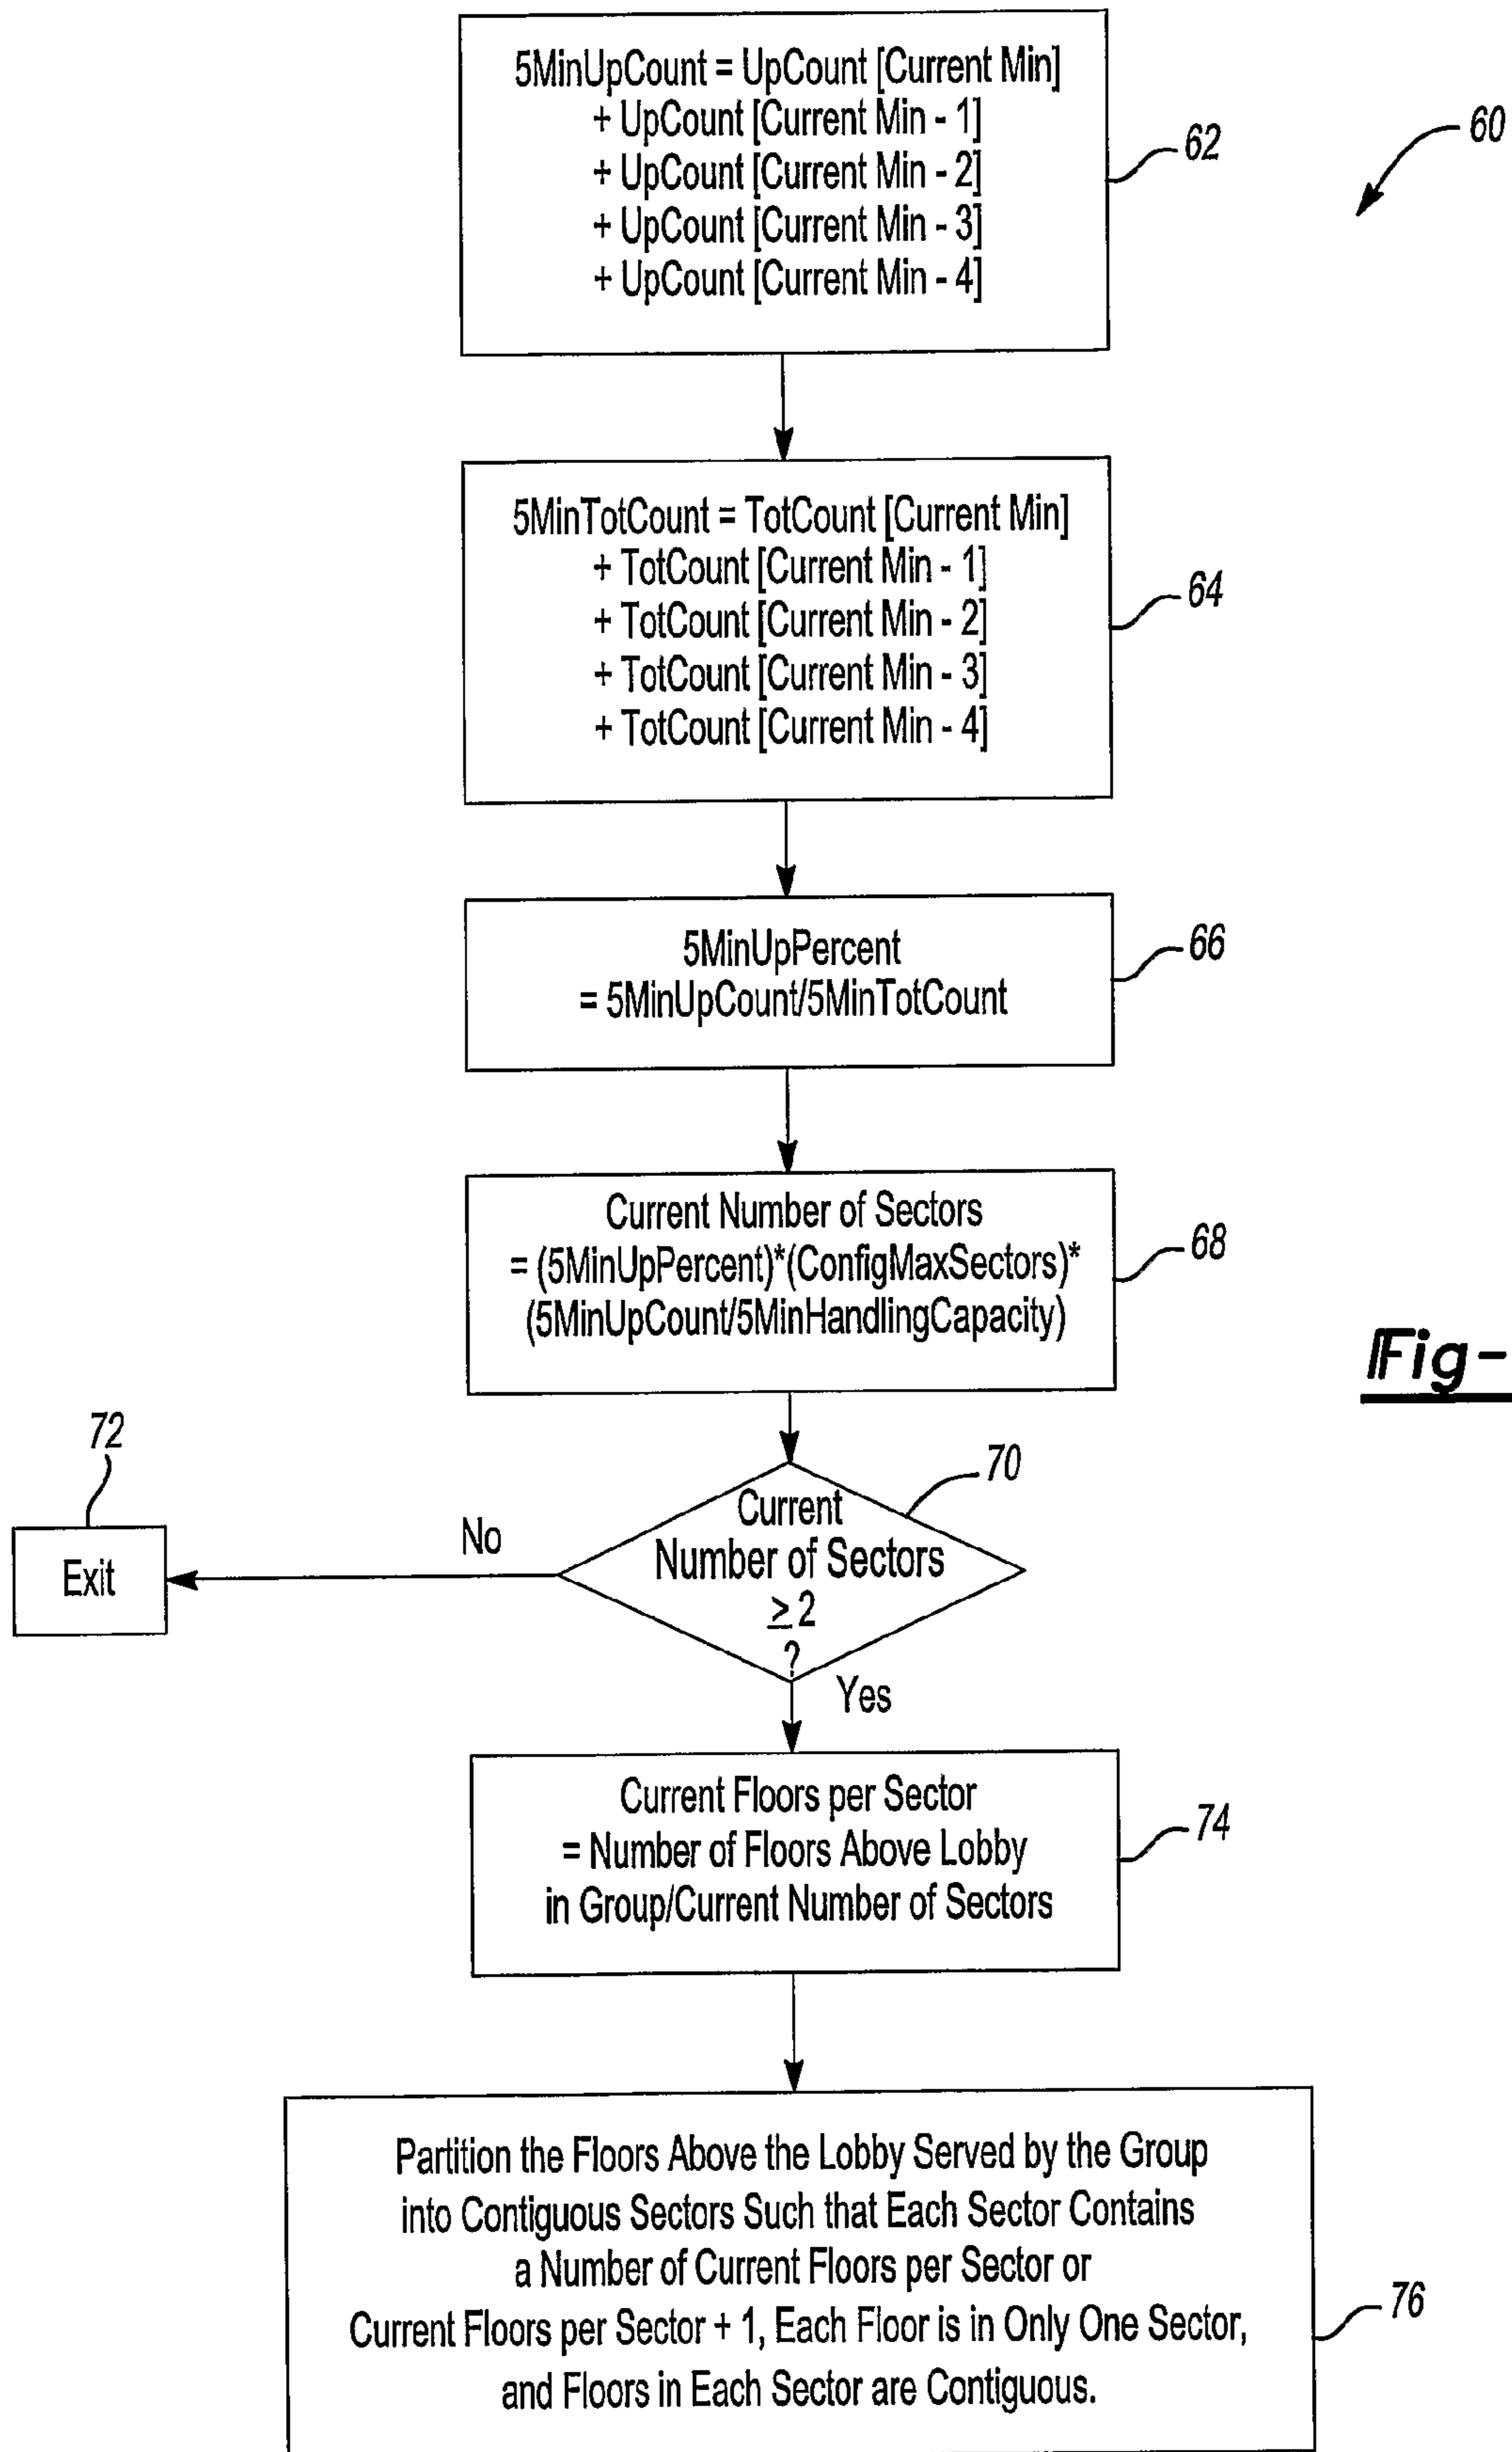 5MinUpCount = UpCount [Current Min]
+ UpCount [Current Min - 1]
+ UpCount [Current Min - 2]
+ UpCount [Current Min - 3]
+ UpCount [Current Min - 4]
62
60
5MinTotCount = TotCount [Current Min]
+ TotCount [Current Min - 1]
+ TotCount [Current Min - 2]
+ TotCount [Current Min - 3]
+ TotCount [Current Min - 4]
64
5MinUpPercent
= 5MinUpCount/5MinTotCount
66
Current Number of Sectors
= (5MinUpPercent)*(ConfigMaxSectors)*
(5MinUpCount/5MinHandlingCapacity)
68
Fig-
72
Exit
No
70
Current
Number of Sectors
≥ 2
?
Yes
Current Floors per Sector
= Number of Floors Above Lobby
in Group/Current Number of Sectors
74
Partition the Floors Above the Lobby Served by the Group
into Contiguous Sectors Such that Each Sector Contains
a Number of Current Floors per Sector or
Current Floors per Sector + 1, Each Floor is in Only One Sector,
and Floors in Each Sector are Contiguous.
76